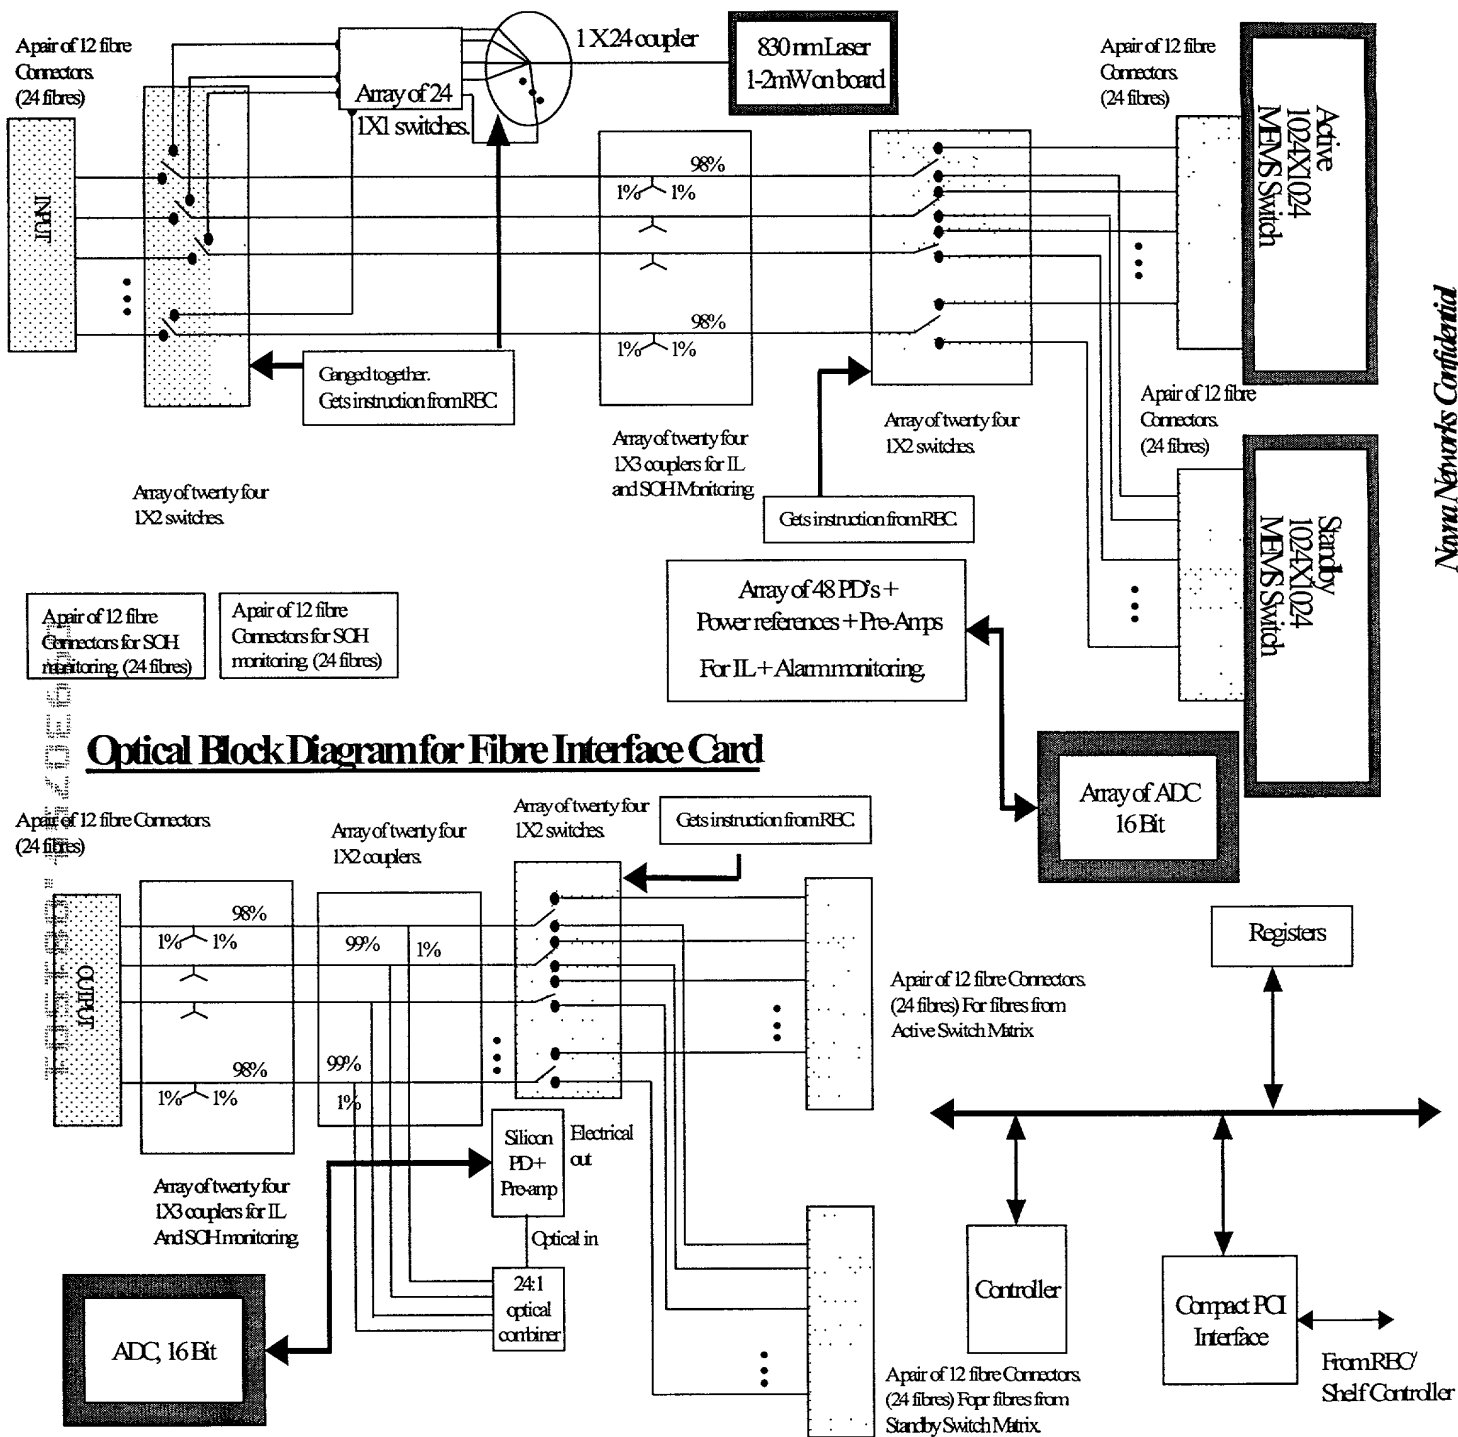 A pair of 12 fibre
Connectors.
(24 fibres)
Array of 24
1X1 switches.
1 X 24 coupler
830 nm Laser
1-2mW on board
A pair of 12 fibre
Connectors.
(24 fibres)
Active
1024X1024
MEMS Switch
INPUT
98%
1% 1%
98%
1% 1%
Ganged together.
Gets instruction from REC.
Array of twenty four
1X2 switches.
Array of twenty four
1X3 couplers for IL
and SOH Monitoring.
Array of twenty four
1X2 switches.
Gets instruction from REC.
A pair of 12 fibre
Connectors.
(24 fibres)
Standby
1024X1024
MEMS Switch
Nayna Networks Confidential
A pair of 12 fibre
Connectors for SOH
monitoring. (24 fibres)
A pair of 12 fibre
Connectors for SOH
monitoring. (24 fibres)
Array of 48 PD's +
Power references + Pre-Amps
For IL + Alarm monitoring.
Array of ADC
16 Bit
Optical Block Diagram for Fibre Interface Card
A pair of 12 fibre Connectors.
(24 fibres)
Array of twenty four
1X2 couplers.
Array of twenty four
1X2 switches.
Gets instruction from REC.
OUTPUT
98%
1% 1%
99%
1%
98%
1% 1%
99%
1%
Array of twenty four
1X3 couplers for IL
And SOH monitoring.
Silicon
PD +
Pre-amp
Electrical
out
Optical in
24:1
optical
combiner
ADC, 16 Bit
A pair of 12 fibre Connectors.
(24 fibres) For fibres from
Active Switch Matrix
A pair of 12 fibre Connectors.
(24 fibres) Fopr fibres from
Standby Switch Matrix.
Registers
Controller
Compact PCI
Interface
From REC/
Shelf Controller